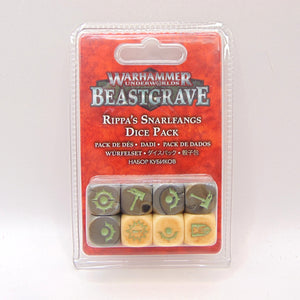 WARHAMMER
UNDERWORLDS
BEASTGRAVE
RIPPA'S SNARLFANGS
DICE PACK
PACK DE DÉS • DADI • PACK DE DADOS
WÜRFELSET • ダイスパック • 骰子包
НАБОР КУБИКОВ